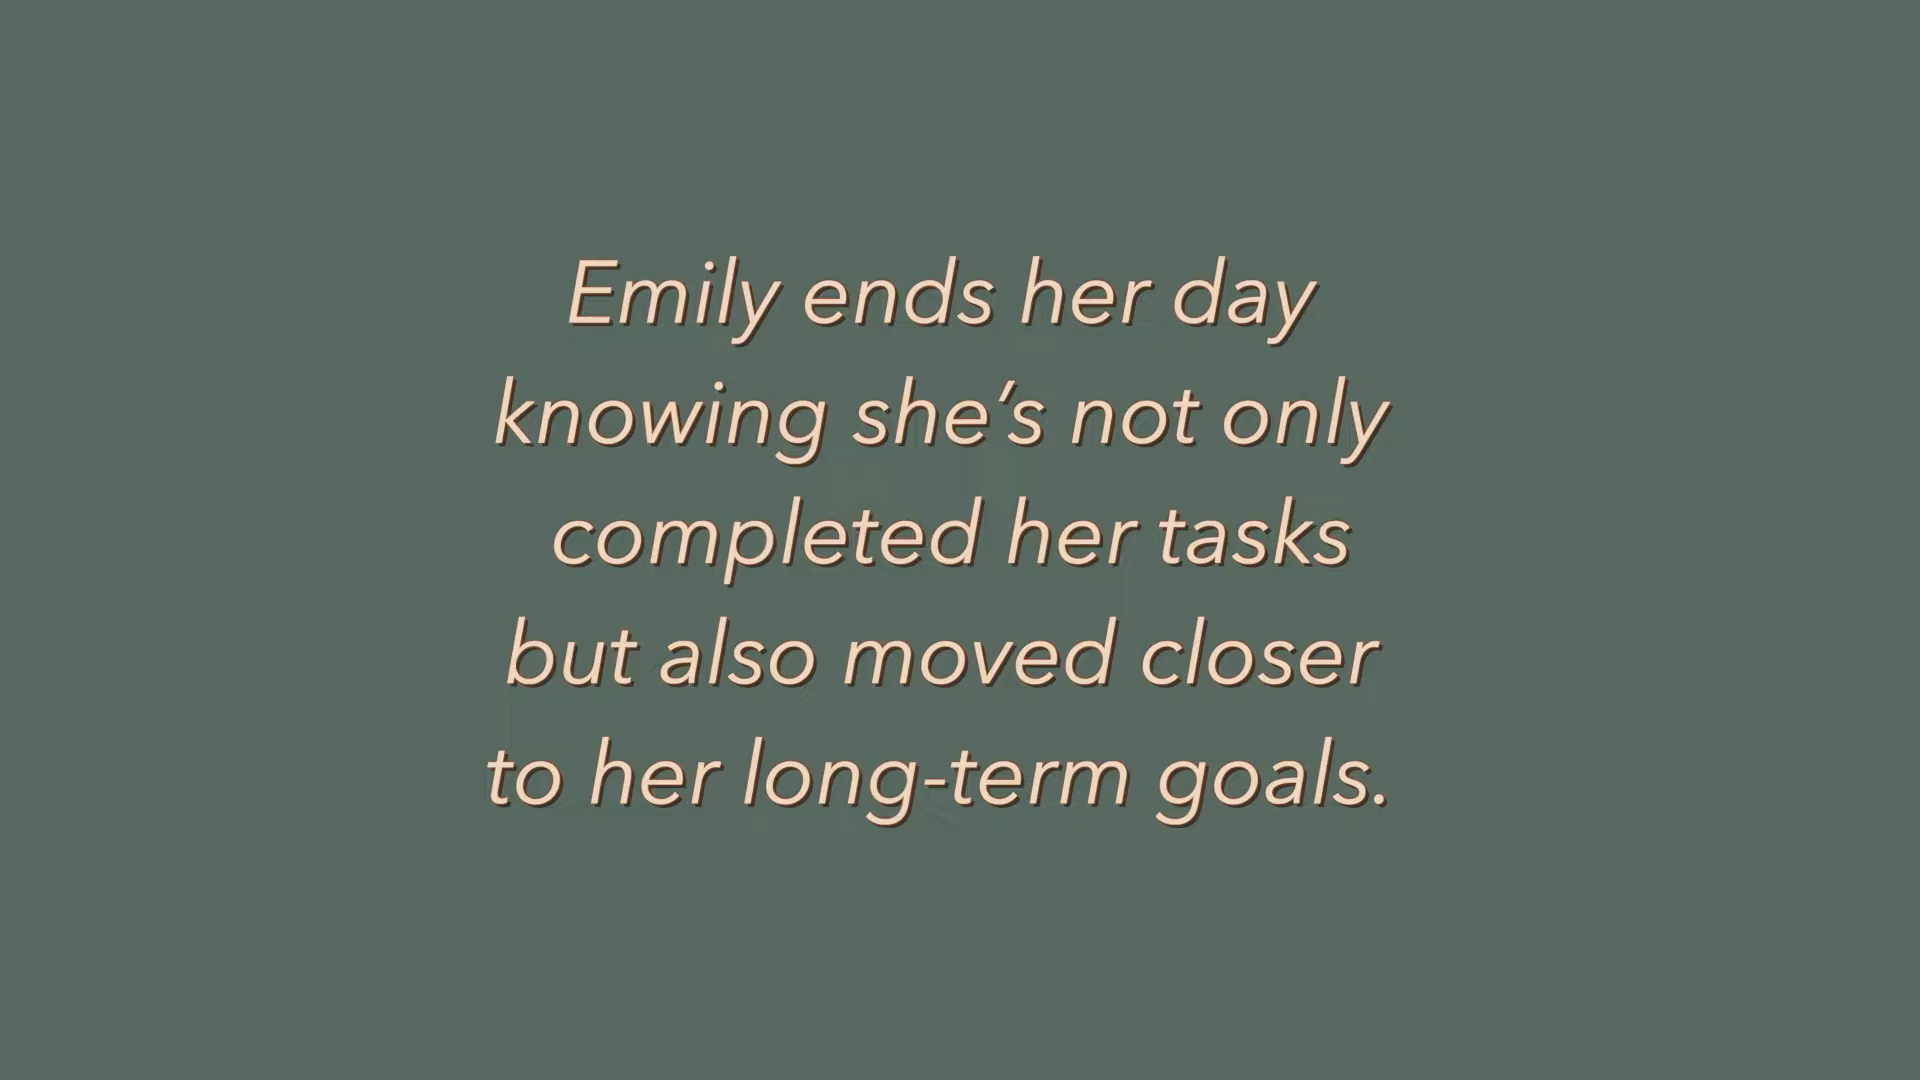 Emily ends her day
knowing she‘s not only
completed her tasks
but also moved closer
to her long-term goals.